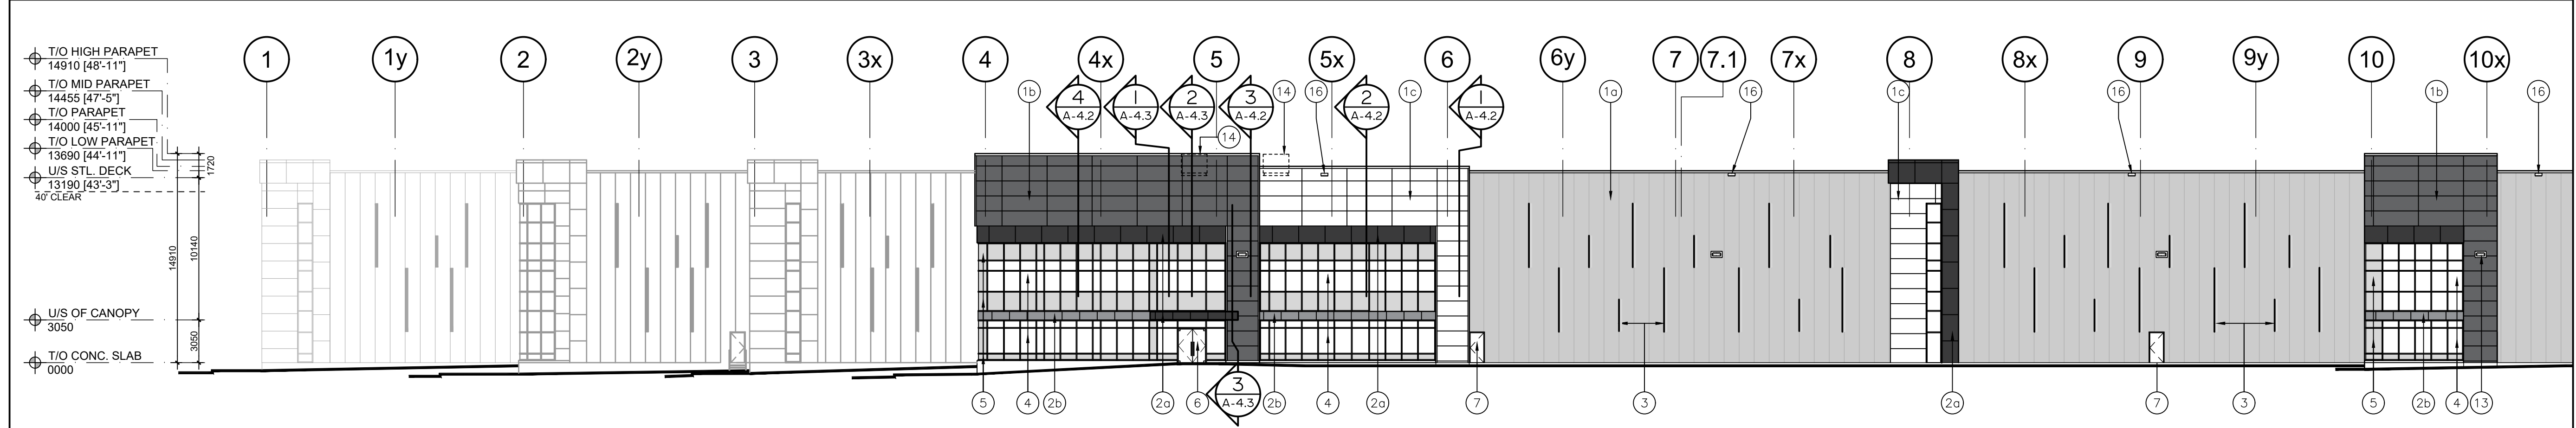 1
1y
2
2y
3
3x
4
4x
5
5x
6
6y
7
7.1
7x
8
8x
9
9y
10
10x
T/O HIGH PARAPET
14910 [48'-11"]
T/O MID PARAPET
14455 [47'-5"]
T/O PARAPET
14000 [45'-11"]
T/O LOW PARAPET
13690 [44'-11"]
U/S STL. DECK
13190 [43'-3"]
40' CLEAR
1720
14910
10140
3050
U/S OF CANOPY
3050
T/O CONC. SLAB
0000
1b
4
A-4.2
1
A-4.3
2
A-4.3
3
A-4.2
14
14
16
2
A-4.2
1c
1
A-4.2
1a
16
1c
16
1b
16
5
4
2b
2a
6
3
A-4.3
2b
4
2a
7
3
2a
7
3
5
2b
4
13